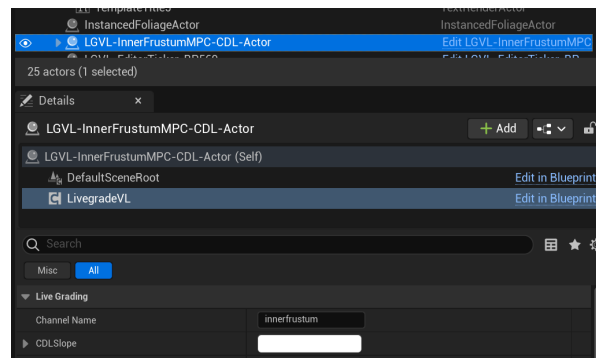 InstancedFoliageActor InstancedFoliageActor
LGVL-InnerFrustumMPC-CDL-Actor Edit LGVL-InnerFrustumMPC
25 actors (1 selected)
Details ×
LGVL-InnerFrustumMPC-CDL-Actor + Add
LGVL-InnerFrustumMPC-CDL-Actor (Self)
DefaultSceneRoot Edit in Blueprint
LivegradeVL Edit in Blueprint
Search
Misc All
Live Grading
Channel Name innerfrustum
CDLSlope